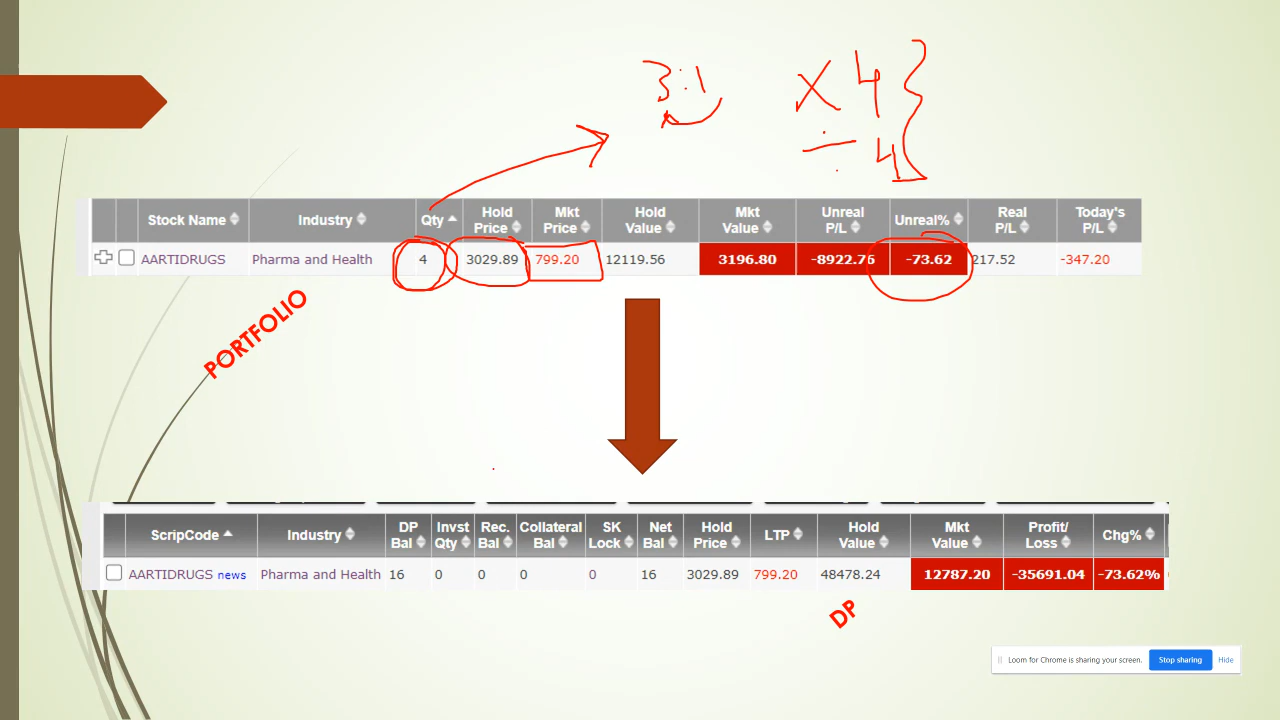 3:1 X 4
÷ 4
Stock Name Industry Qty Hold Price Mkt Price Hold Value Mkt Value Unreal P/L Unreal% Real P/L Today's P/L
AARTIDRUGS Pharma and Health 4 3029.89 799.20 12119.56 3196.80 -8922.76 -73.62 217.52 -347.20
PORTFOLIO
ScripCode Industry DP Bal Invst Qty Rec. Bal Collateral Bal SK Lock Net Bal Hold Price LTP Hold Value Mkt Value Profit/ Loss Chg%
AARTIDRUGS news Pharma and Health 16 0 0 0 0 16 3029.89 799.20 48478.24 12787.20 -35691.04 -73.62%
DP
Loom for Chrome is sharing your screen. Stop sharing Hide